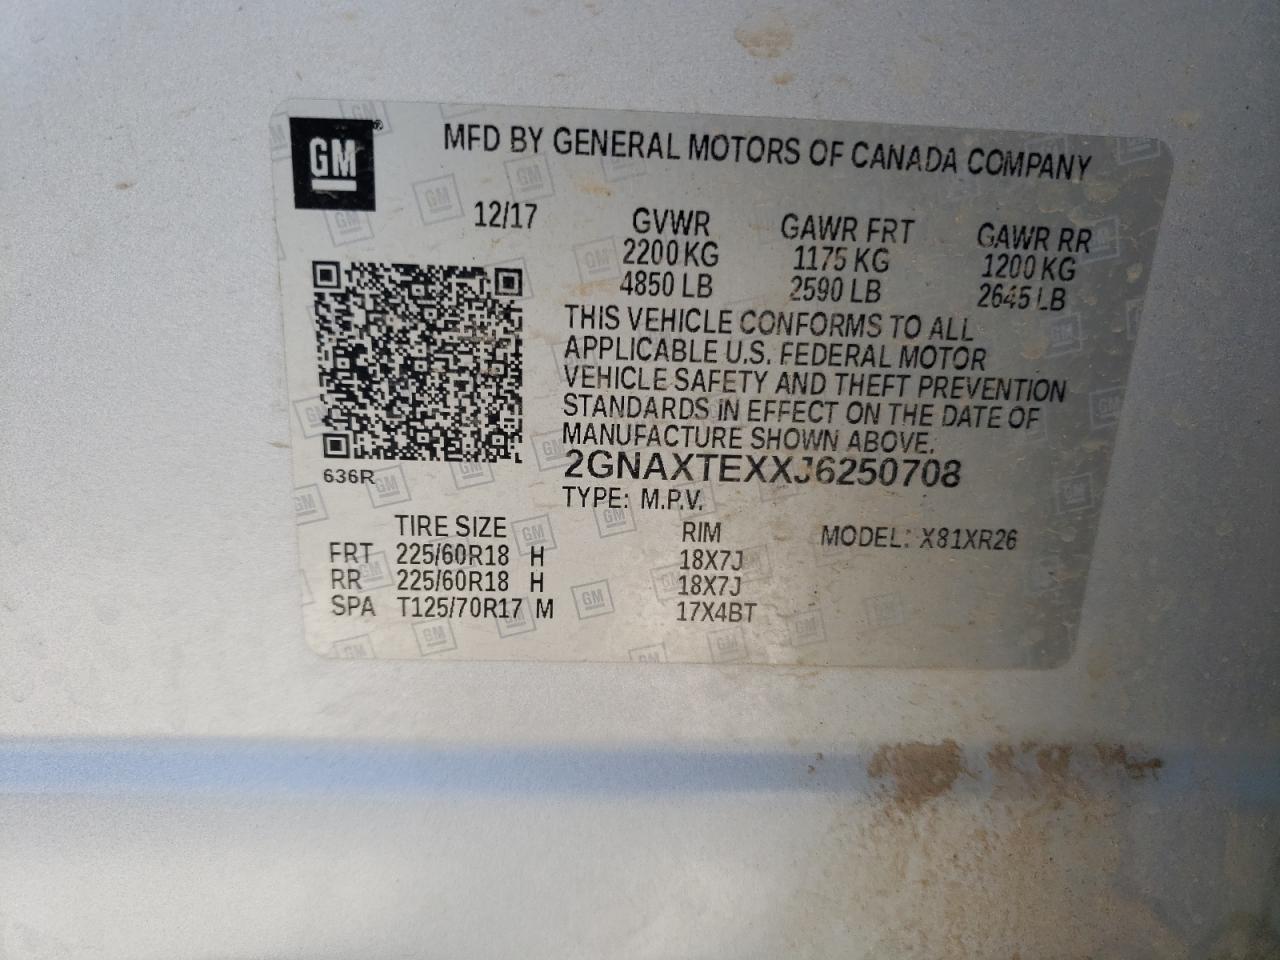 GM
MFD BY GENERAL MOTORS OF CANADA COMPANY
12/17 GVWR GAWR FRT GAWR RR
2200 KG 1175 KG 1200 KG
4850 LB 2590 LB 2645 LB
THIS VEHICLE CONFORMS TO ALL
APPLICABLE U.S. FEDERAL MOTOR
VEHICLE SAFETY AND THEFT PREVENTION
STANDARDS IN EFFECT ON THE DATE OF
MANUFACTURE SHOWN ABOVE.
636R 2GNAXTEXXJ6250708
TYPE: M.P.V.
TIRE SIZE RIM MODEL: X81XR26
FRT 225/60R18 H 18X7J
RR 225/60R18 H 18X7J
SPA T125/70R17 M 17X4BT